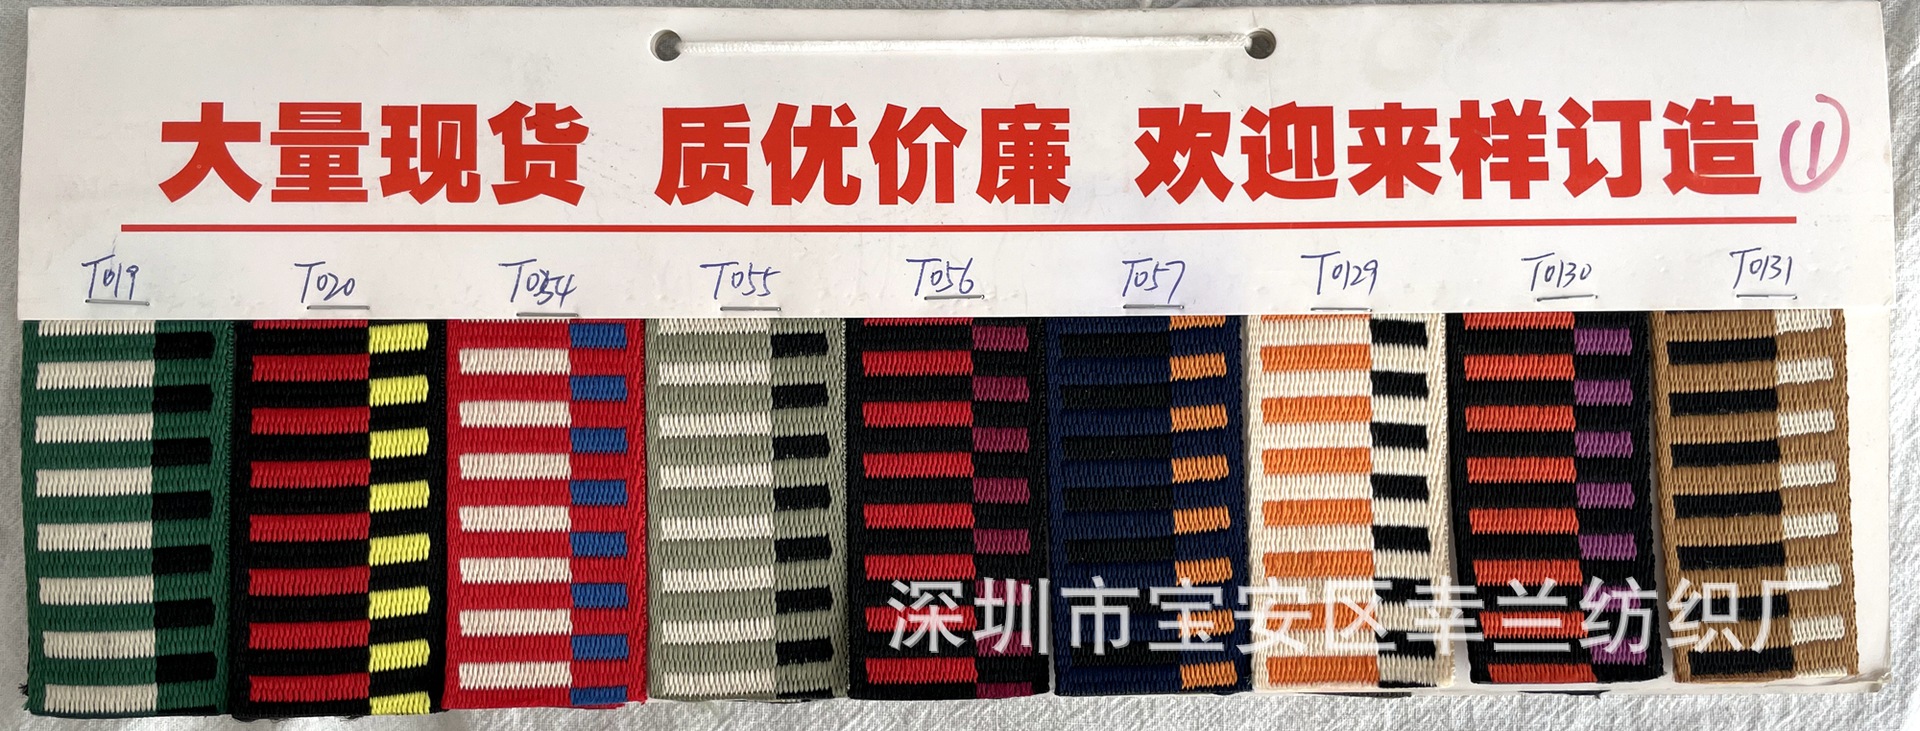 大量现货 质优价廉 欢迎来样订造 (1)
T019 T020 T054 T055 T056 T057 T0129 T0130 T0131
深圳市宝安区幸兰纺织厂